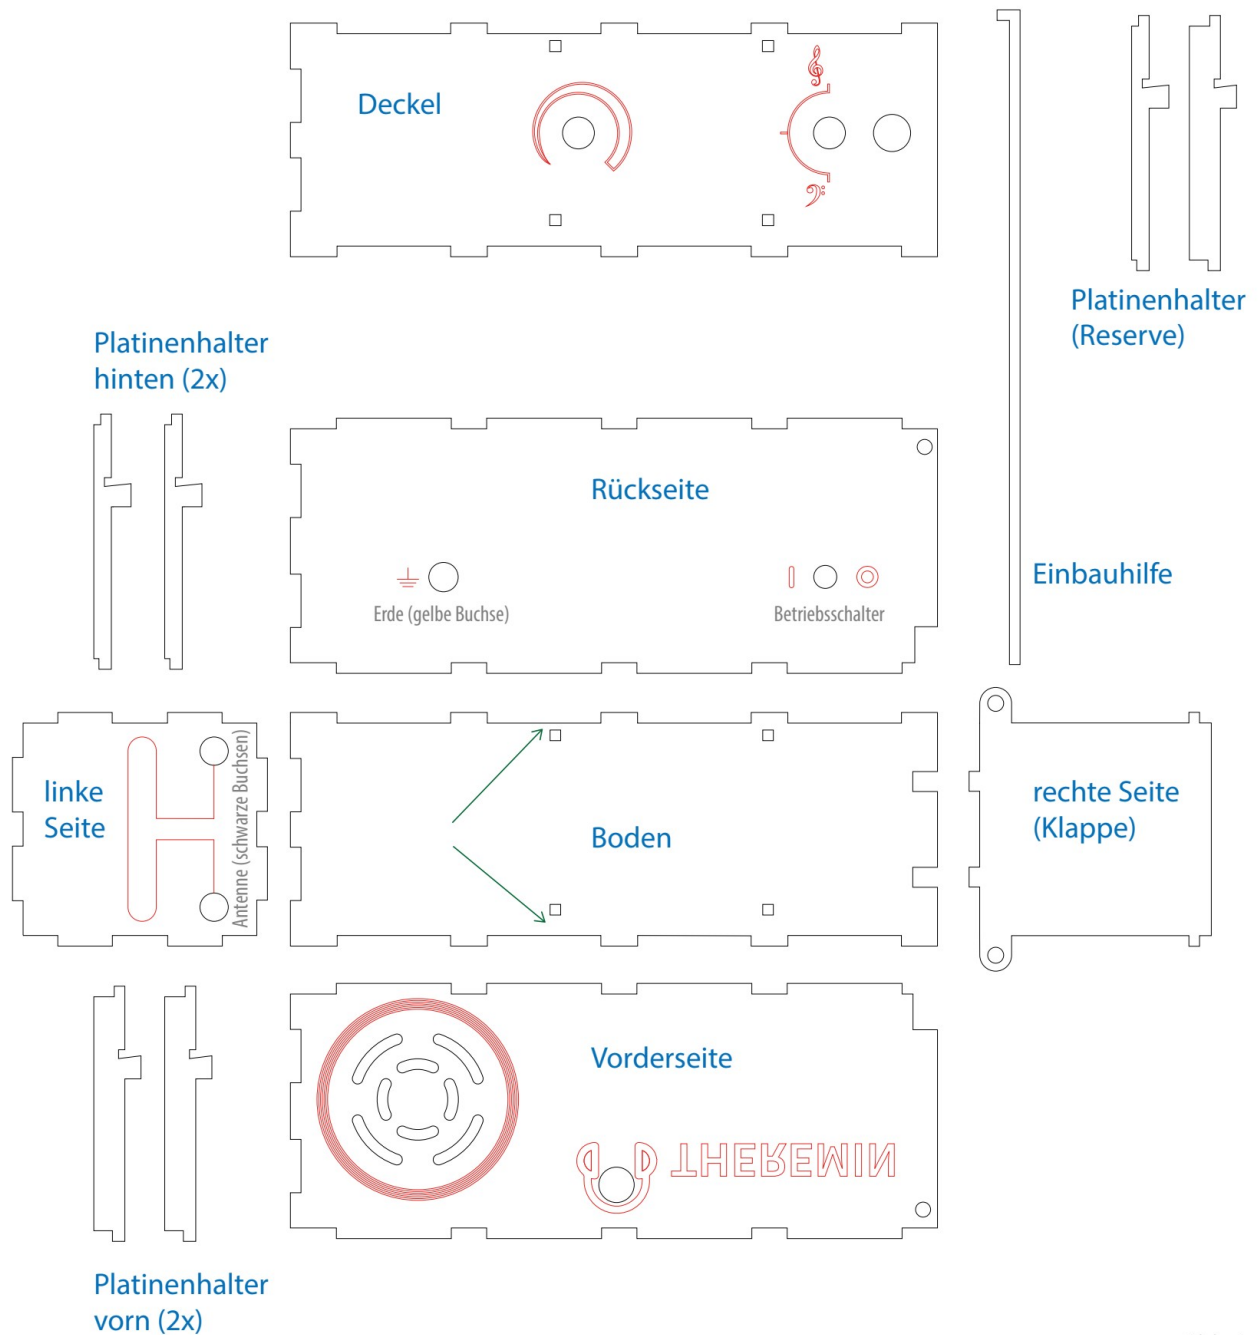 Deckel
Platinenhalter
(Reserve)
Platinenhalter
hinten (2x)
Rückseite
Einbauhilfe
Erde (gelbe Buchse)
Betriebsschalter
linke
Seite
Antenne (schwarze Buchsen)
Boden
rechte Seite
(Klappe)
Vorderseite
THEREMIN
Platinenhalter
vorn (2x)